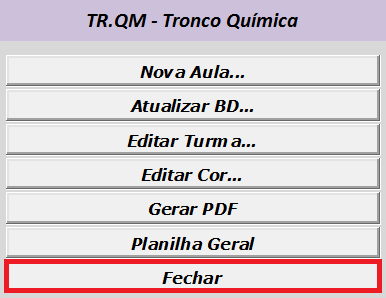 TR.QM - Tronco Química
Nova Aula...
Atualizar BD...
Editar Turma...
Editar Cor...
Gerar PDF
Planilha Geral
Fechar